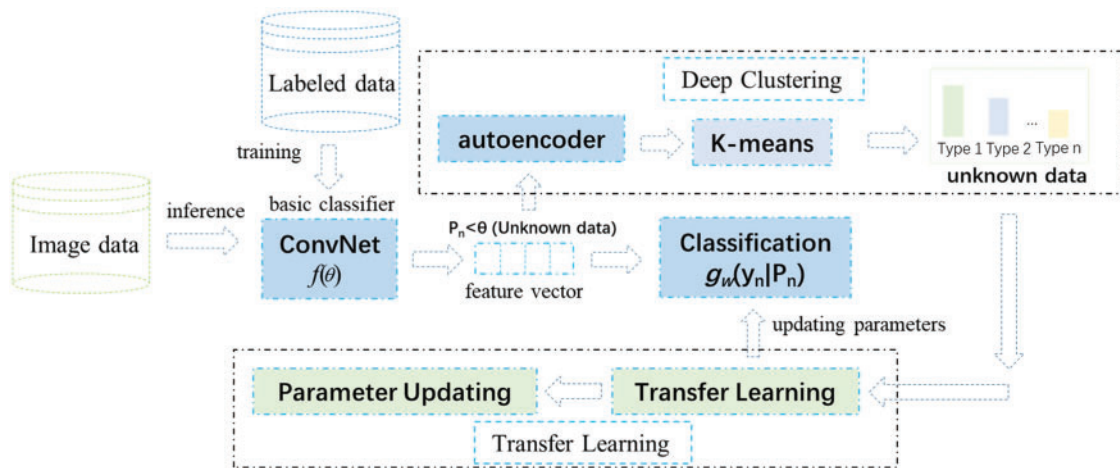 Labeled data
Deep Clustering
autoencoder
K-means
...
Type 1 Type 2 Type n
unknown data
training
Image data
inference
basic classifier
ConvNet
f(θ)
Pₙ<θ (Unknown data)
feature vector
Classification
g_w(yₙ|Pₙ)
updating parameters
Parameter Updating
Transfer Learning
Transfer Learning